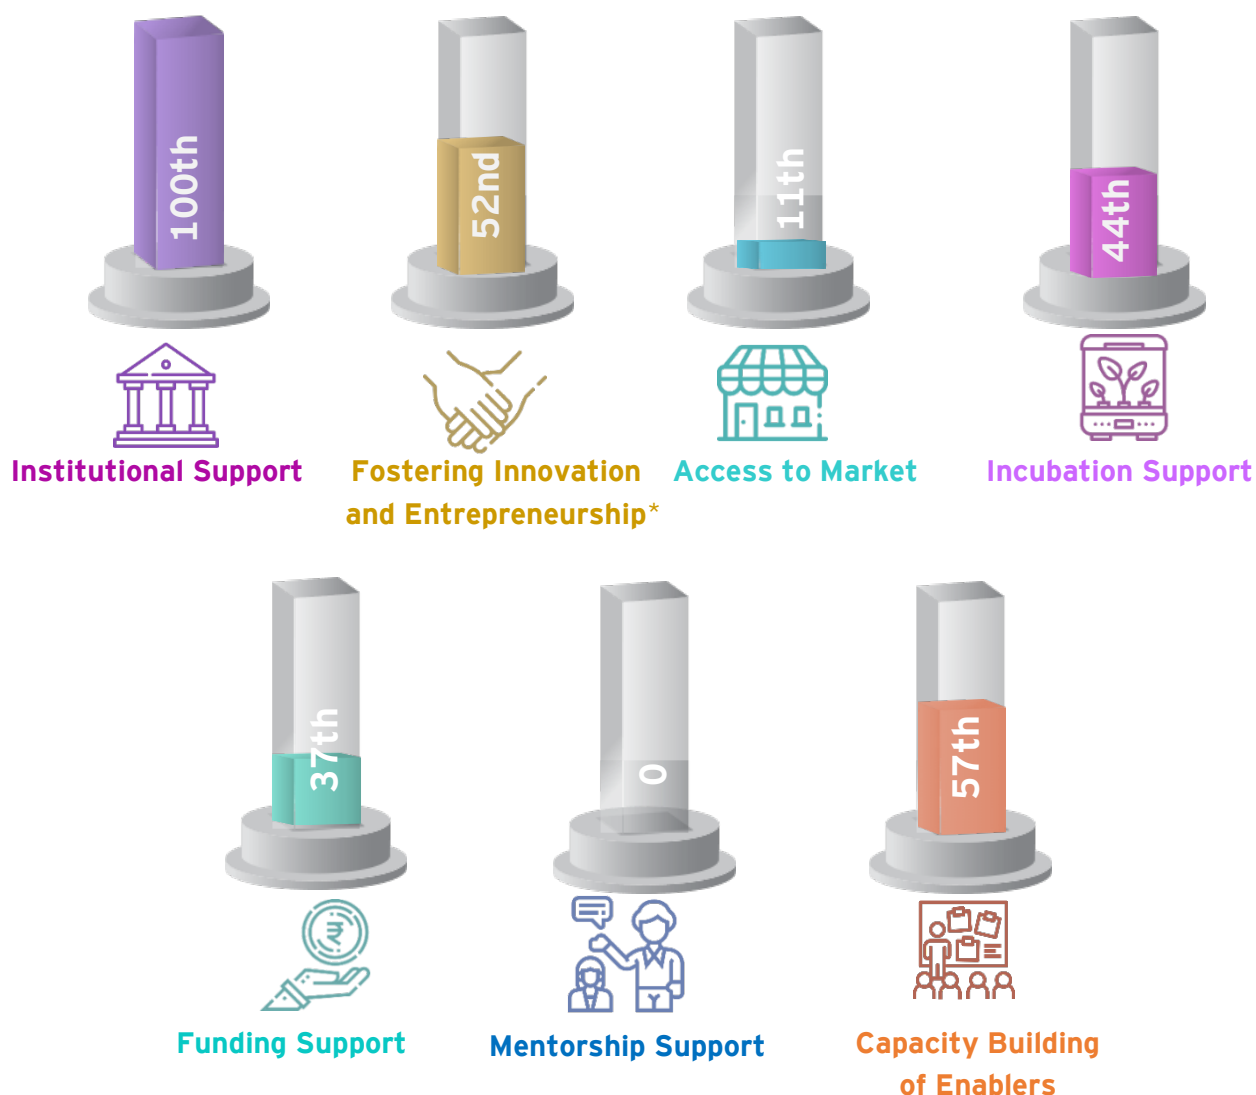 100th
52nd
11th
44th
Institutional Support
Fostering Innovation
and Entrepreneurship*
Access to Market
Incubation Support
37th
0
57th
Funding Support
Mentorship Support
Capacity Building
of Enablers